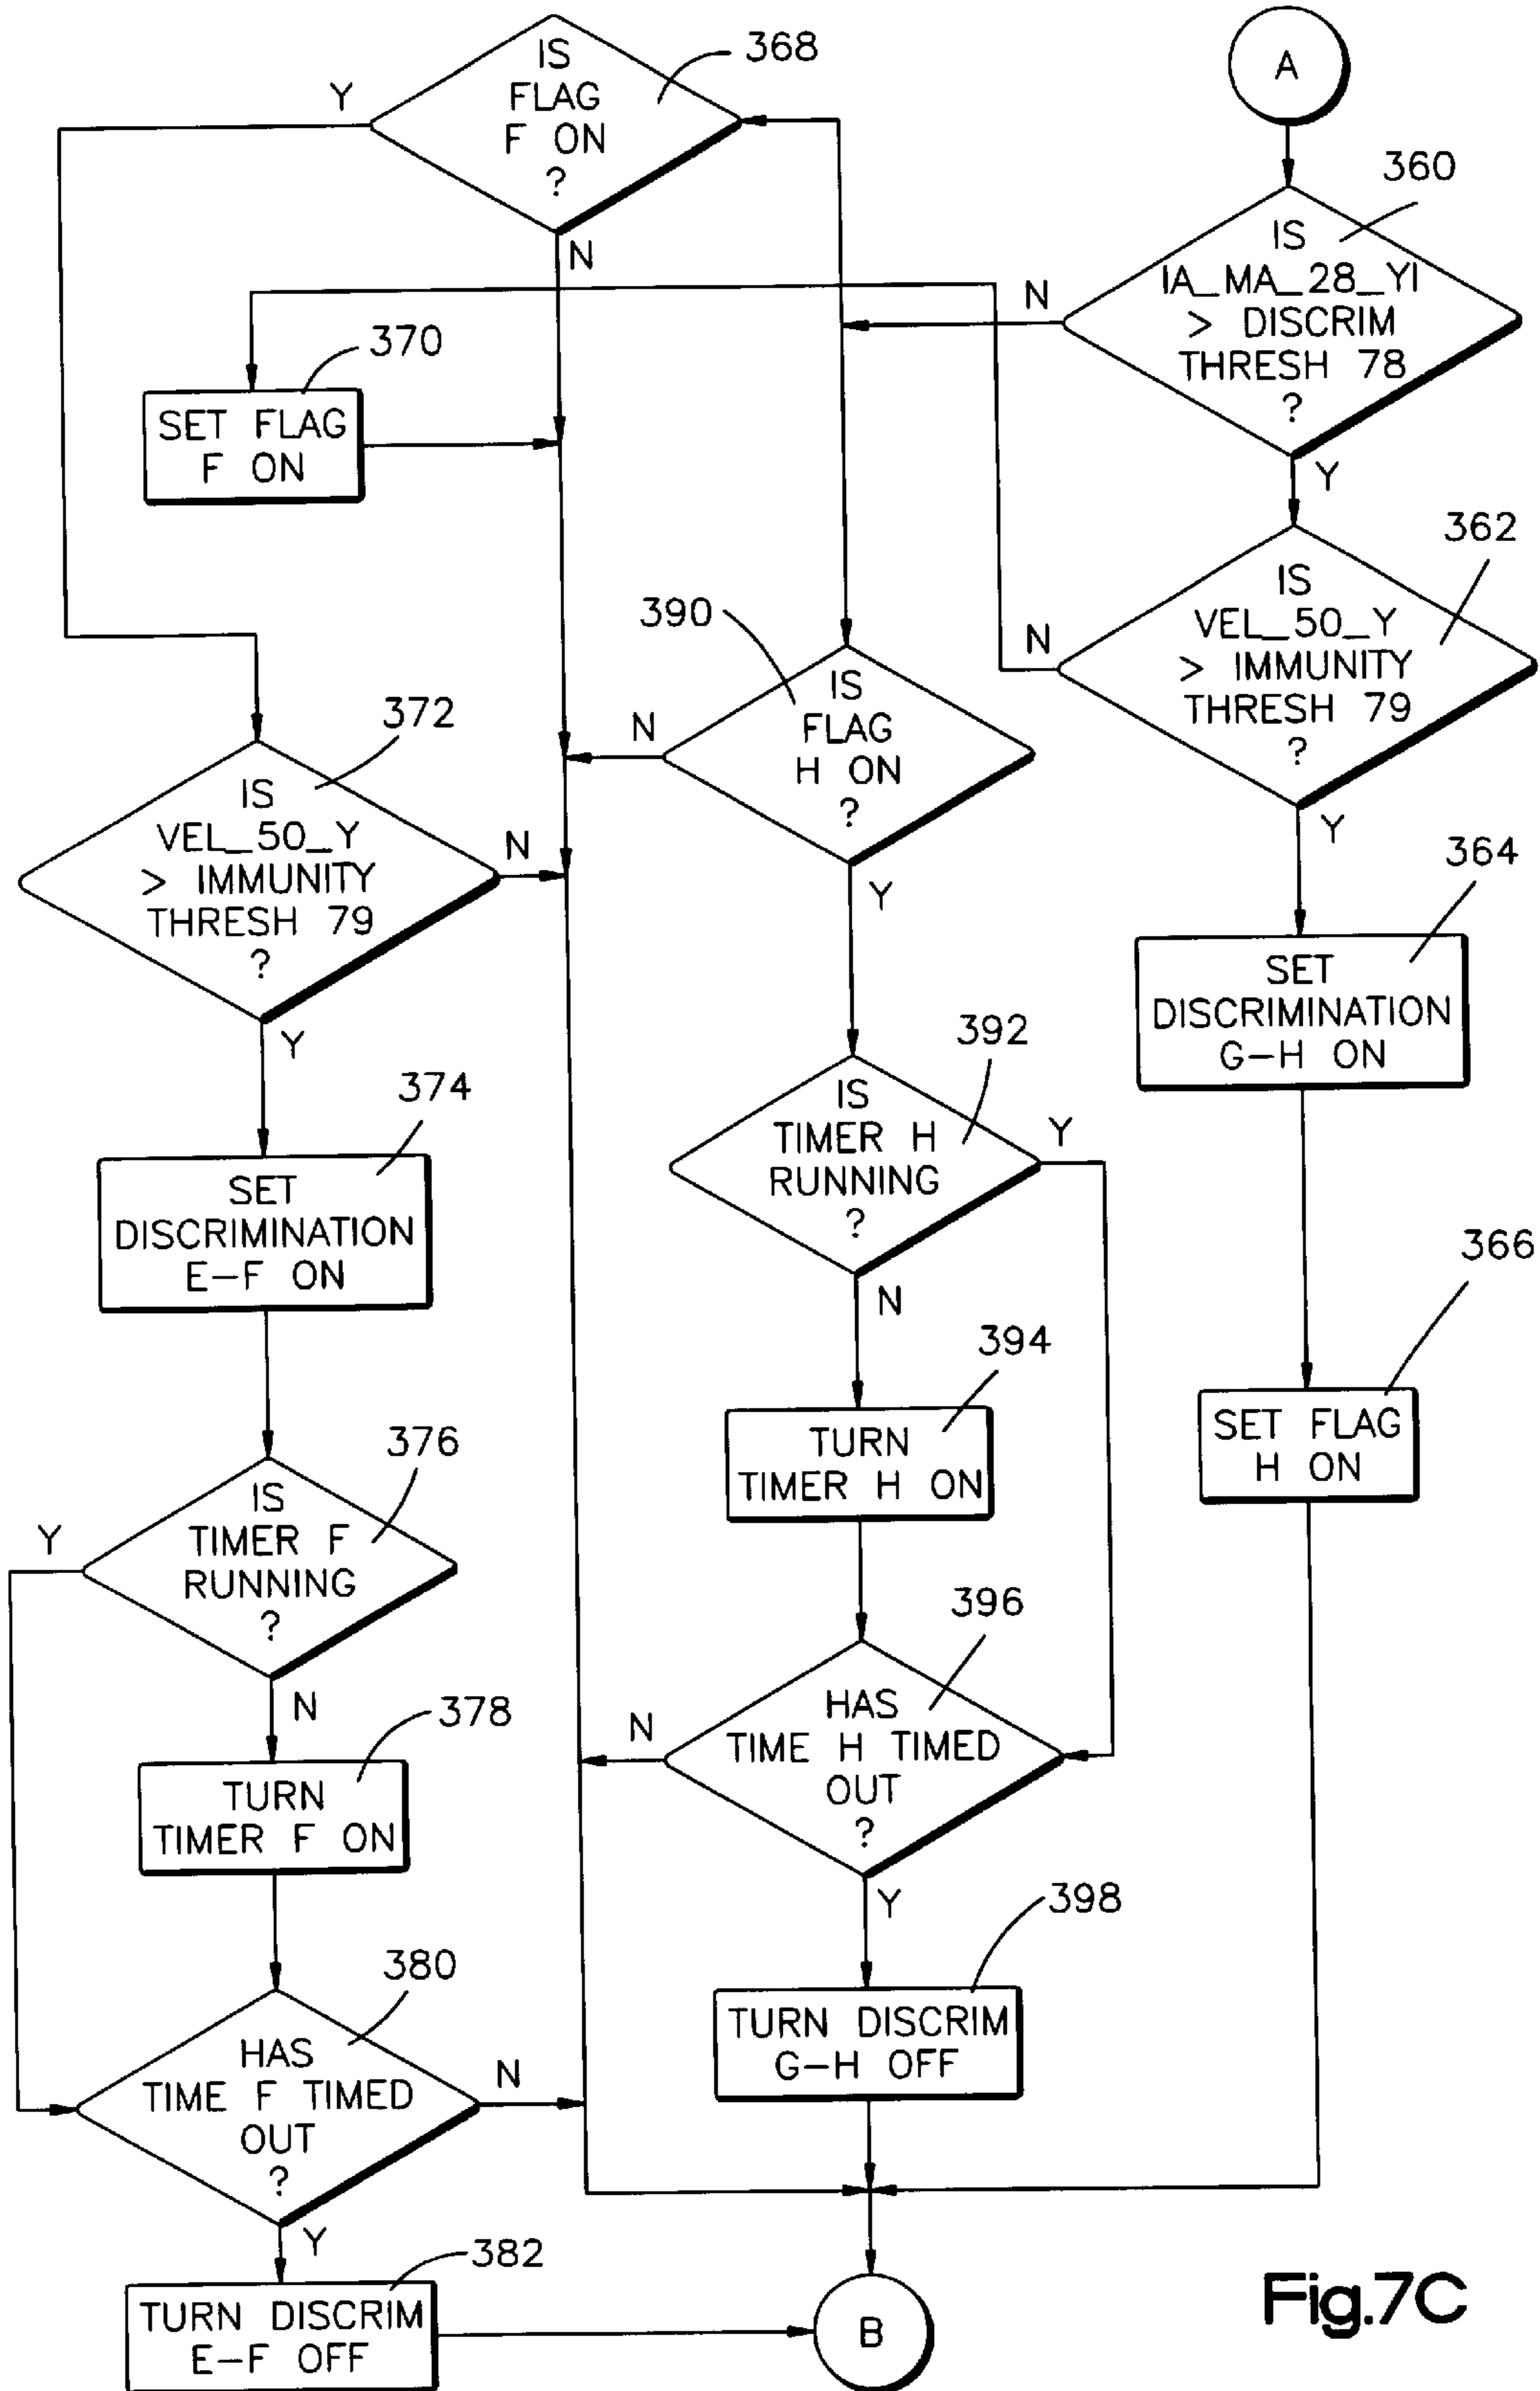 IS
FLAG
F ON
?
368
Y
N
A
360
IS
IA_MA_28_YI
> DISCRIM
THRESH 78
?
N
Y
370
SET FLAG
F ON
362
IS
VEL_50_Y
> IMMUNITY
THRESH 79
?
N
Y
390
IS
FLAG
H ON
?
N
Y
372
IS
VEL_50_Y
> IMMUNITY
THRESH 79
?
N
Y
364
SET
DISCRIMINATION
G-H ON
374
SET
DISCRIMINATION
E-F ON
392
IS
TIMER H
RUNNING
?
Y
N
366
SET FLAG
H ON
394
TURN
TIMER H ON
376
IS
TIMER F
RUNNING
?
Y
N
396
HAS
TIME H TIMED
OUT
?
N
Y
378
TURN
TIMER F ON
398
TURN DISCRIM
G-H OFF
380
HAS
TIME F TIMED
OUT
?
N
Y
382
TURN DISCRIM
E-F OFF
B
Fig.7C